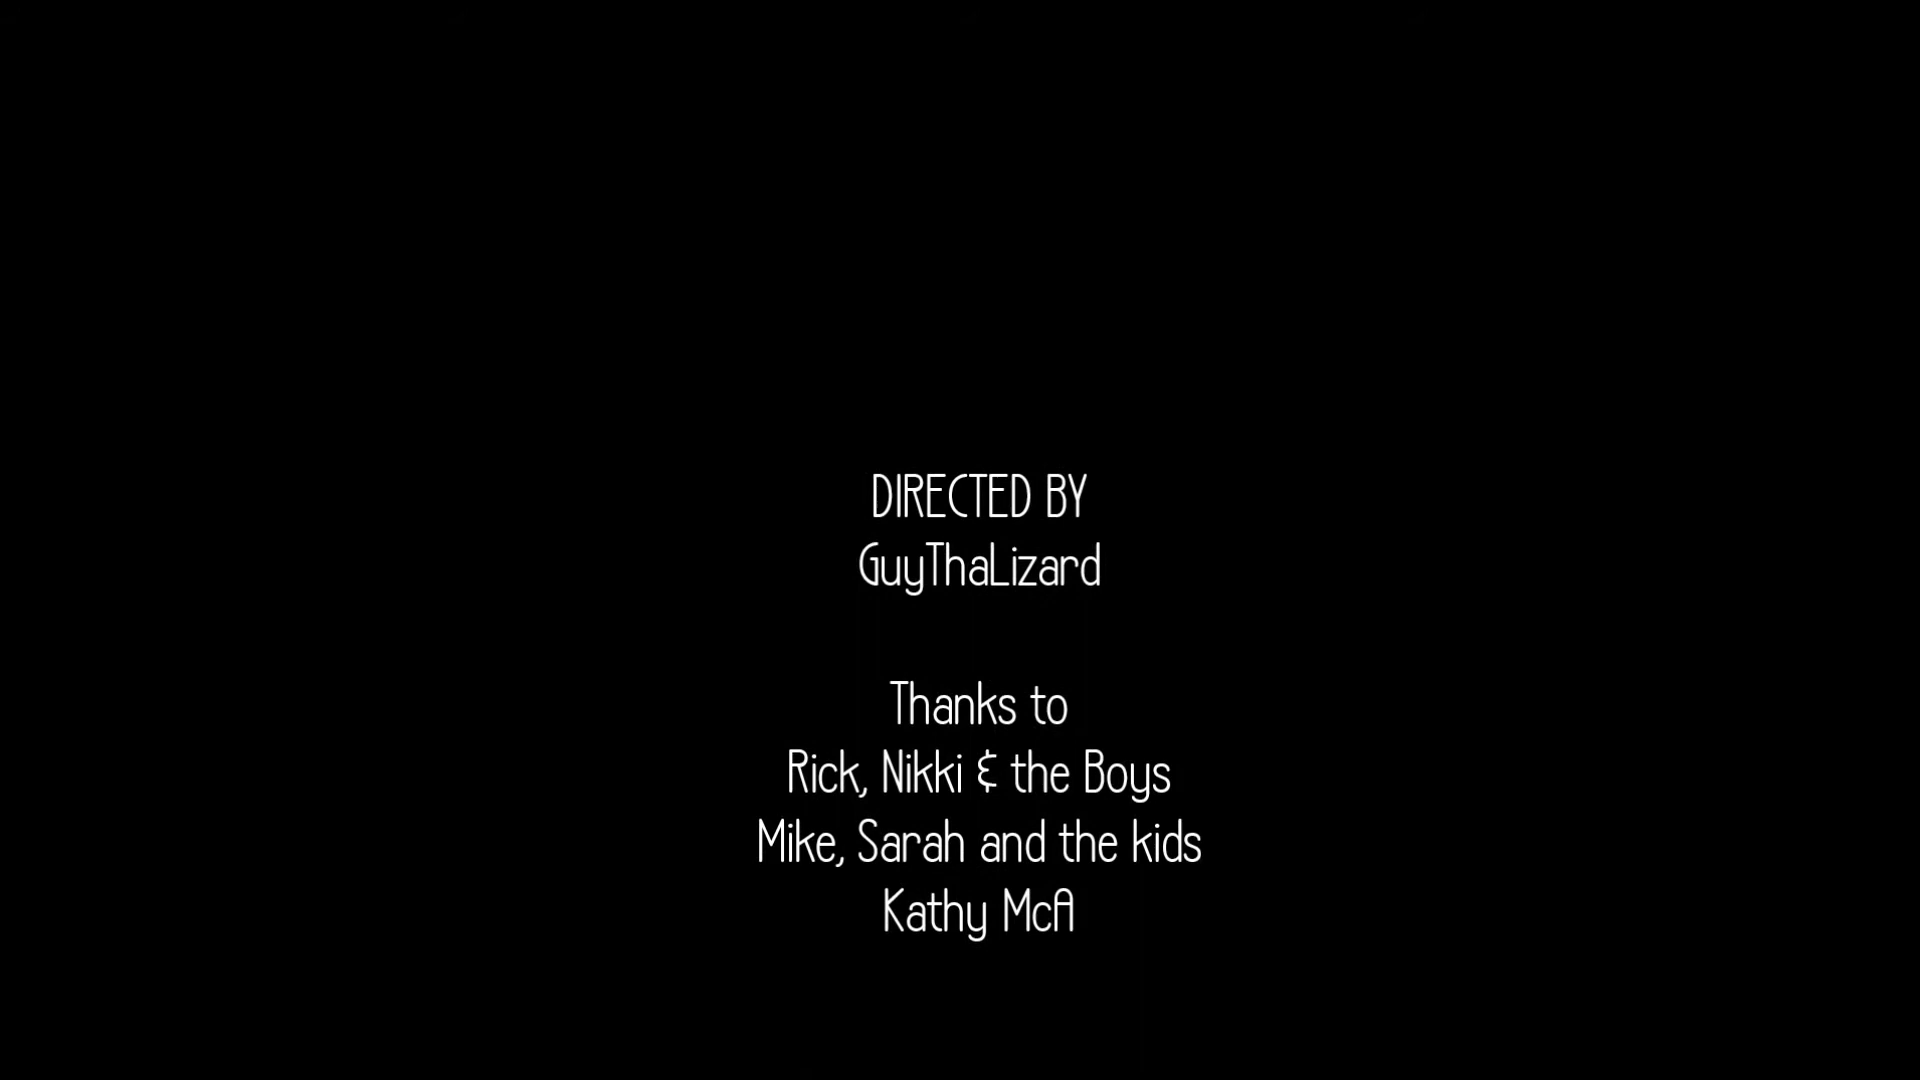 DIRECTED BY
GuyThaLizard
Thanks to
Rick, Nikki & the Boys
Mike, Sarah and the kids
Kathy McA